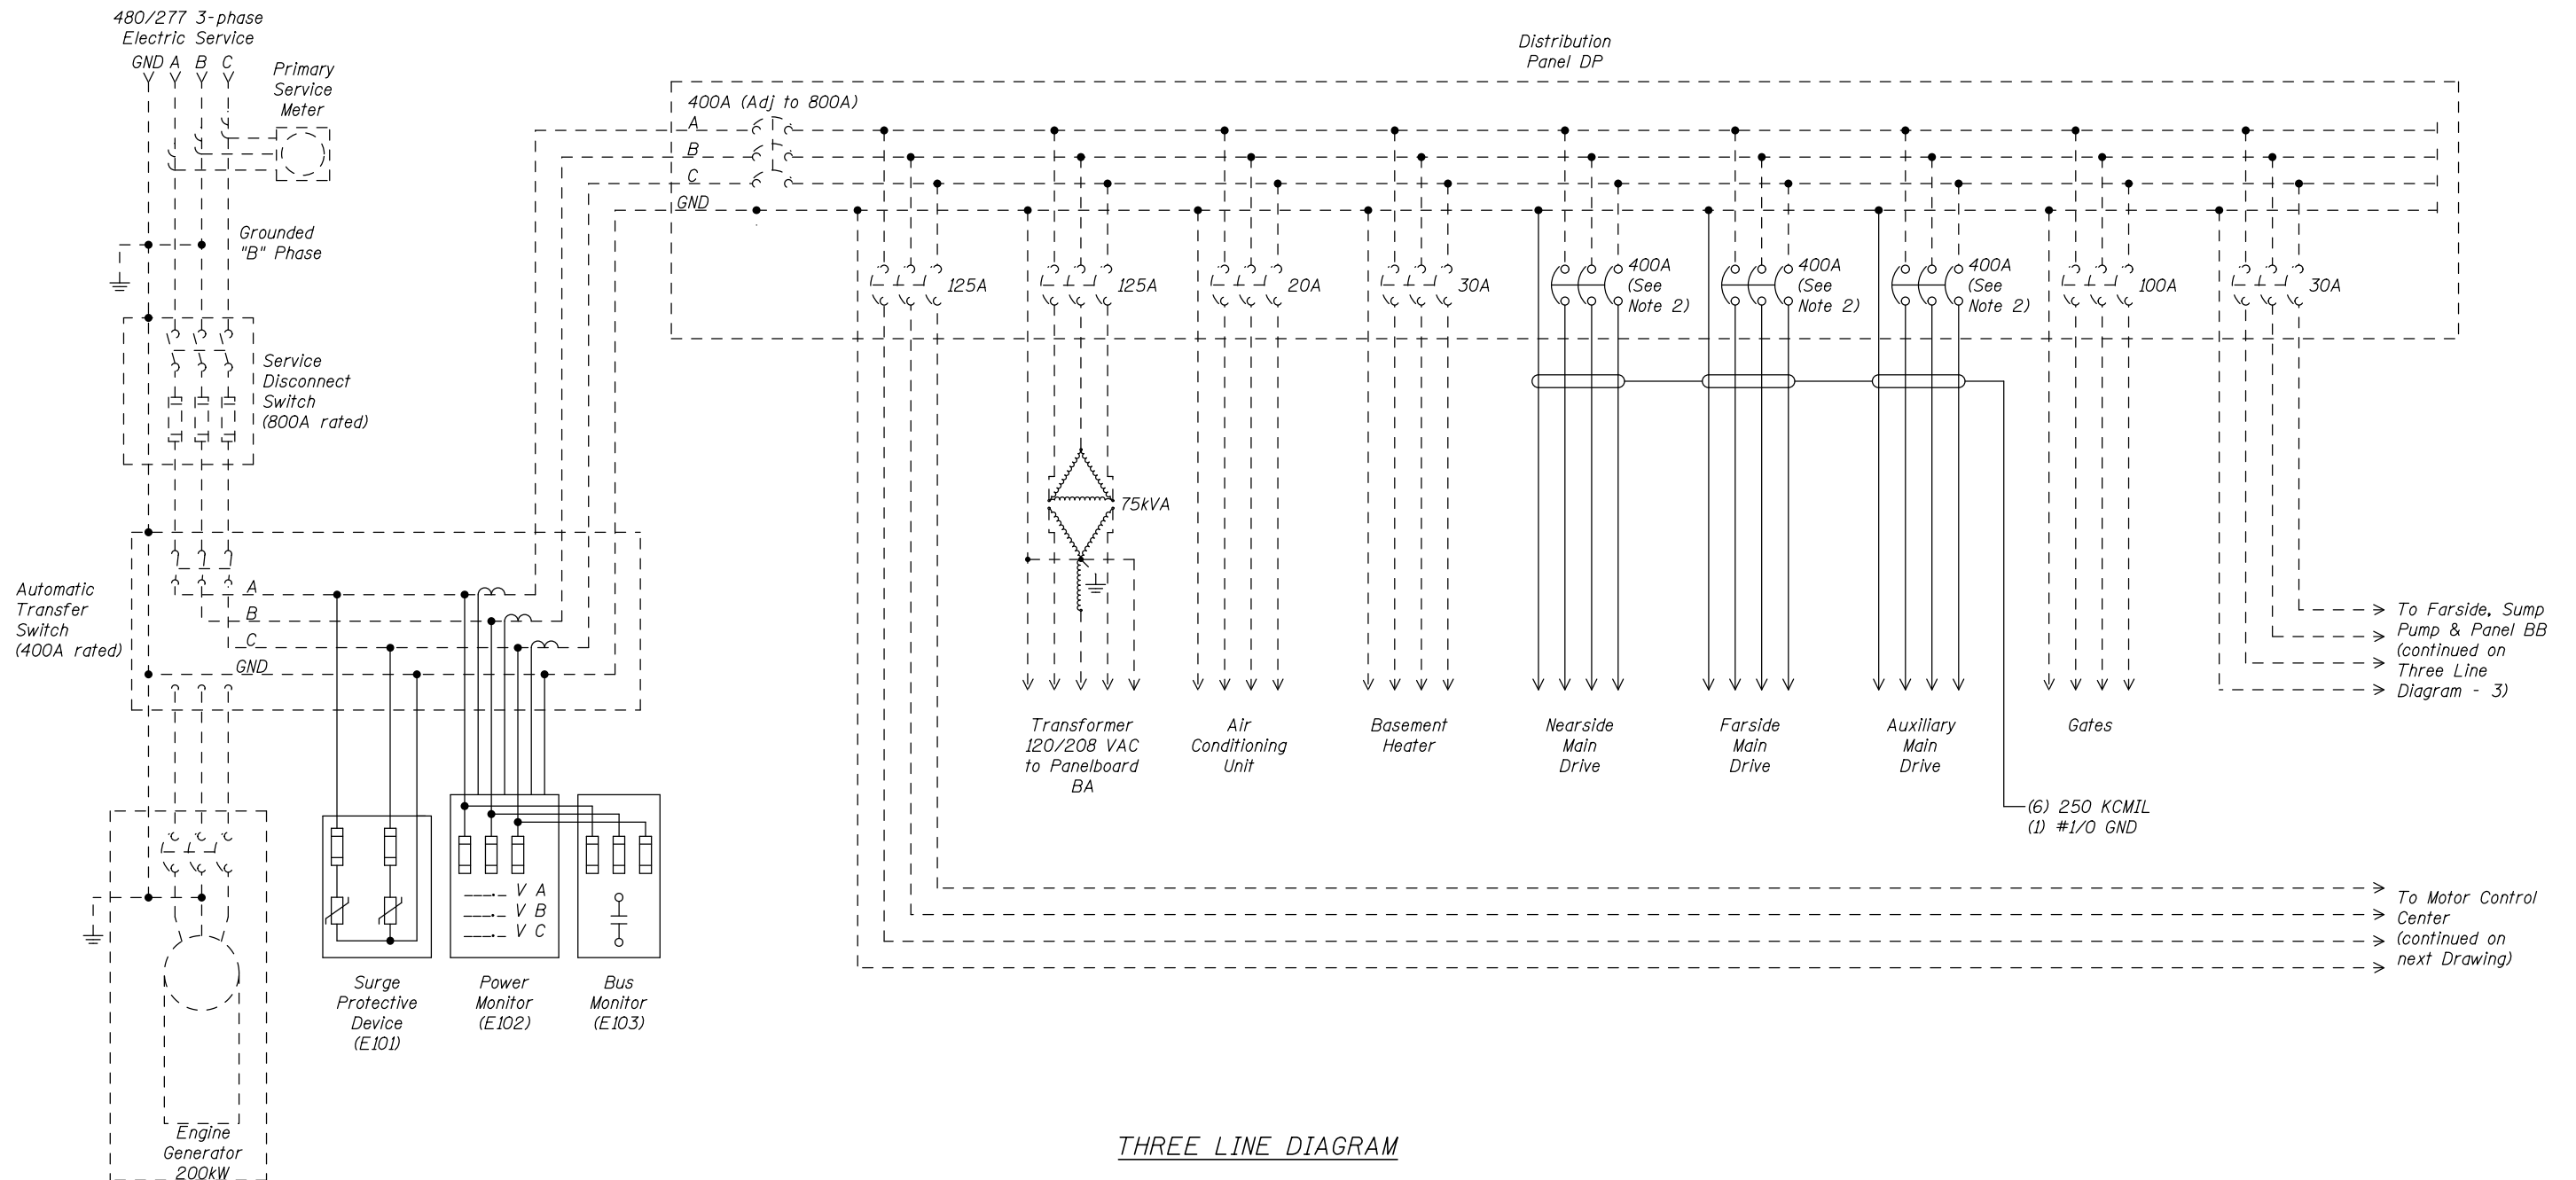 480/277 3-phase
Electric Service
GND A B C
Primary
Service
Meter
Grounded
"B" Phase
Service
Disconnect
Switch
(800A rated)
Automatic
Transfer
Switch
(400A rated)
A
B
C
GND
Engine
Generator
200kW
Surge
Protective
Device
(E101)
V A
V B
V C
Power
Monitor
(E102)
Bus
Monitor
(E103)
Distribution
Panel DP
400A (Adj to 800A)
A
B
C
GND
125A
125A
20A
30A
400A
(See
Note 2)
400A
(See
Note 2)
400A
(See
Note 2)
100A
30A
75kVA
Transformer
120/208 VAC
to Panelboard
BA
Air
Conditioning
Unit
Basement
Heater
Nearside
Main
Drive
Farside
Main
Drive
Auxiliary
Main
Drive
Gates
To Farside, Sump
Pump & Panel BB
(continued on
Three Line
Diagram - 3)
(6) 250 KCMIL
(1) #1/0 GND
To Motor Control
Center
(continued on
next Drawing)
THREE LINE DIAGRAM